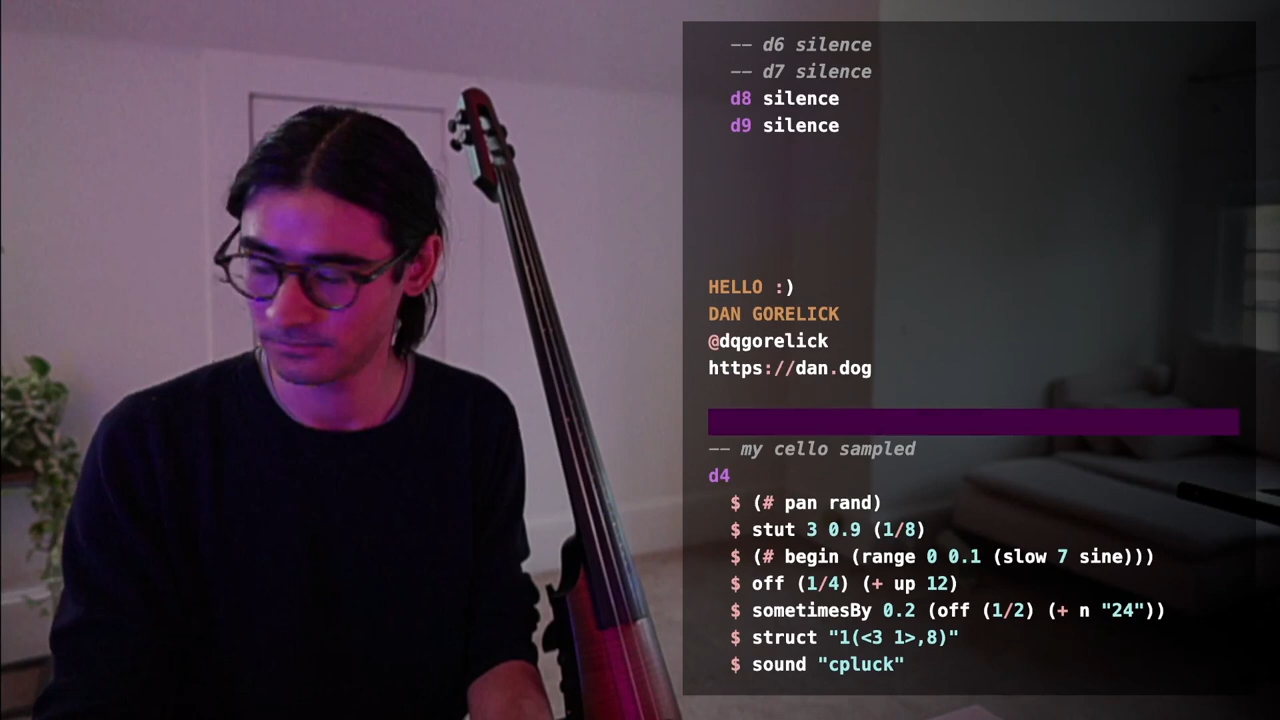 -- d6 silence
-- d7 silence
d8 silence
d9 silence
HELLO :)
DAN GORELICK
@dqgorelick
https://dan.dog
-- my cello sampled
d4
$ (# pan rand)
$ stut 3 0.9 (1/8)
$ (# begin (range 0 0.1 (slow 7 sine)))
$ off (1/4) (+ up 12)
$ sometimesBy 0.2 (off (1/2) (+ n "24"))
$ struct "1(<3 1>,8)"
$ sound "cpluck"